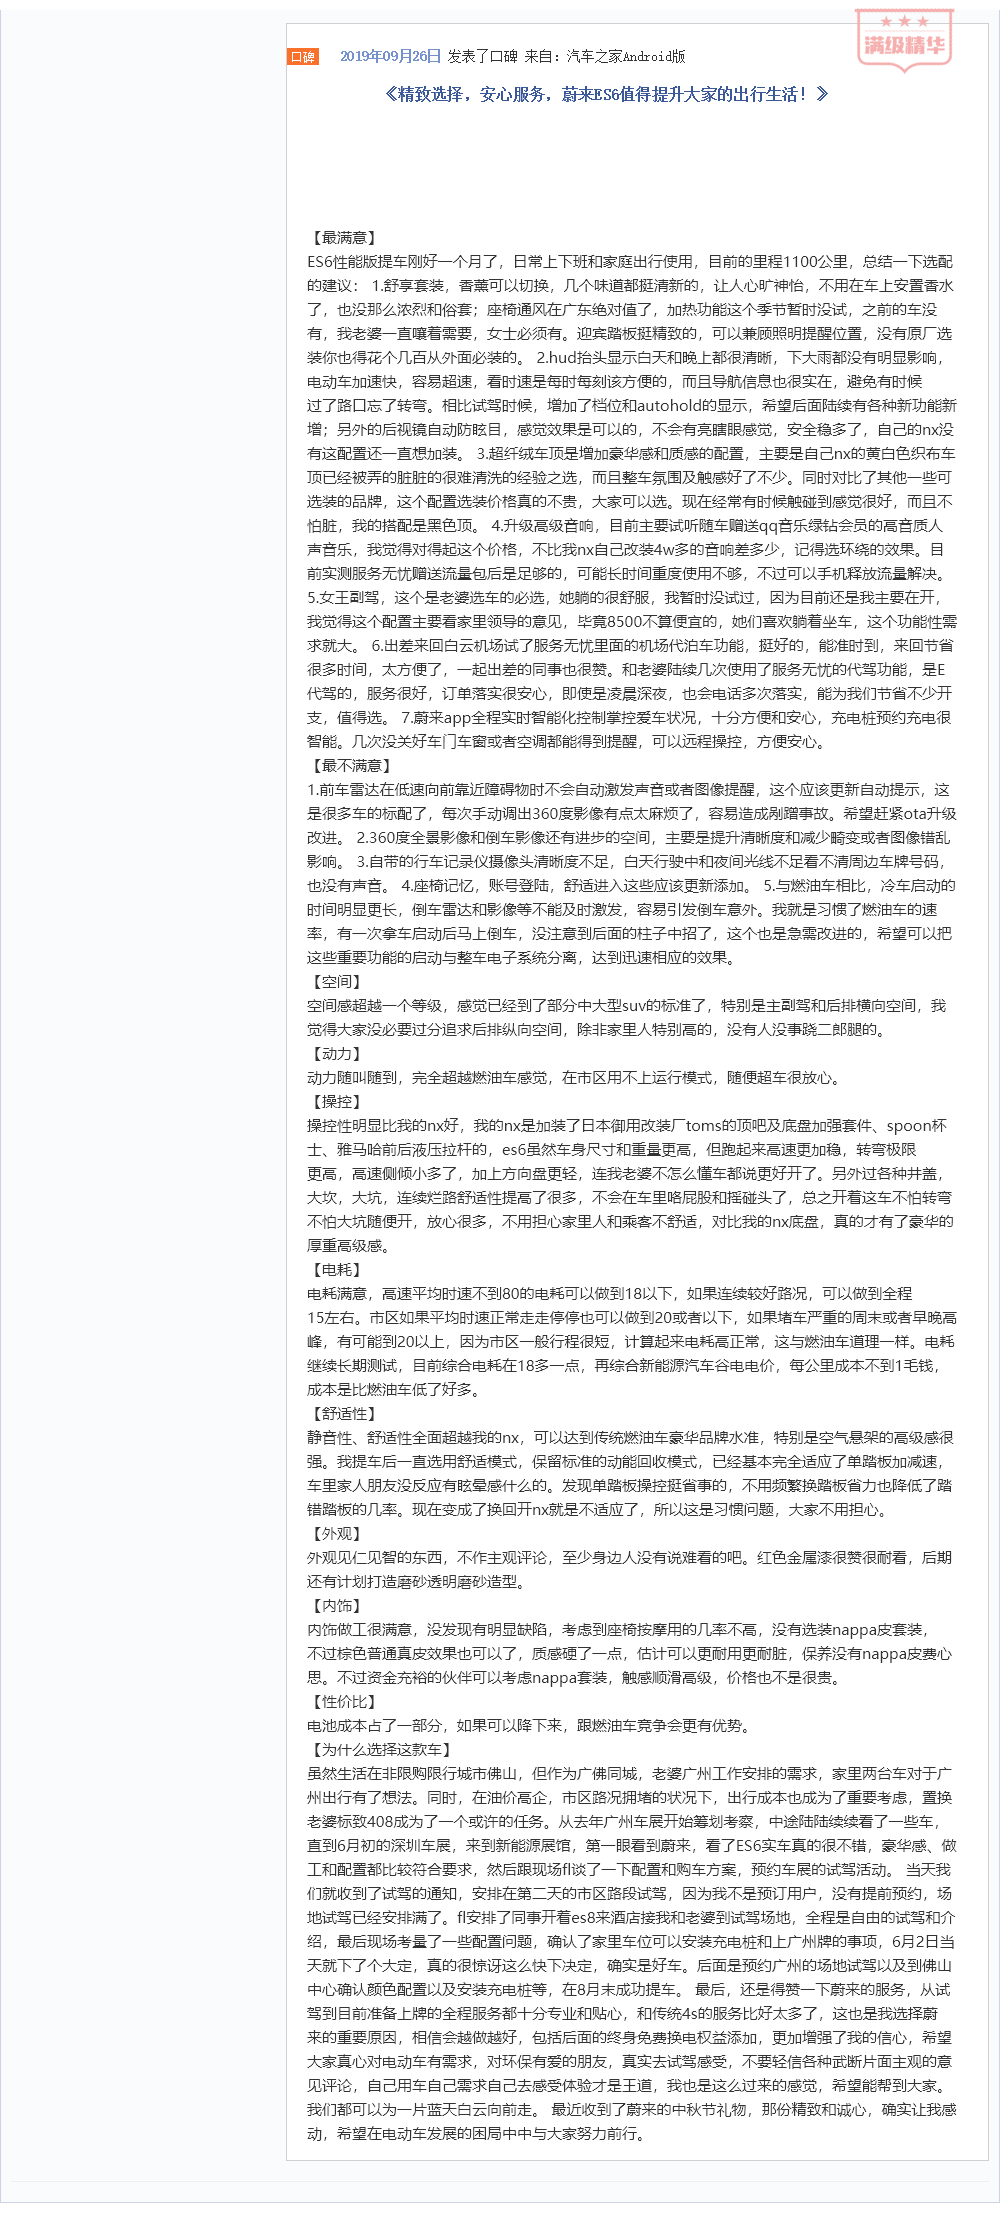 满级精华
口碑 2019年09月26日 发表了口碑 来自：汽车之家Android版
《精致选择，安心服务，蔚来ES6值得提升大家的出行生活！》
【最满意】
ES6性能版提车刚好一个月了，日常上下班和家庭出行使用，目前的里程1100公里，总结一下选配
的建议： 1.舒享套装，香薰可以切换，几个味道都挺清新的，让人心旷神怡，不用在车上安置香水
了，也没那么浓烈和俗套；座椅通风在广东绝对值了，加热功能这个季节暂时没试，之前的车没
有，我老婆一直嚷着需要，女士必须有。迎宾踏板挺精致的，可以兼顾照明提醒位置，没有原厂选
装你也得花个几百从外面必装的。 2.hud抬头显示白天和晚上都很清晰，下大雨都没有明显影响，
电动车加速快，容易超速，看时速是每时每刻该方便的，而且导航信息也很实在，避免有时候
过了路口忘了转弯。相比试驾时候，增加了档位和autohold的显示，希望后面陆续有各种新功能新
增；另外的后视镜自动防眩目，感觉效果是可以的，不会有亮瞎眼感觉，安全稳多了，自己的nx没
有这配置还一直想加装。 3.超纤绒车顶是增加豪华感和质感的配置，主要是自己nx的黄白色织布车
顶已经被弄的脏脏的很难清洗的经验之选，而且整车氛围及触感好了不少。同时对比了其他一些可
选装的品牌，这个配置选装价格真的不贵，大家可以选。现在经常有时候触碰到感觉很好，而且不
怕脏，我的搭配是黑色顶。 4.升级高级音响，目前主要试听随车赠送qq音乐绿钻会员的高音质人
声音乐，我觉得对得起这个价格，不比我nx自己改装4w多的音响差多少，记得选环绕的效果。目
前实测服务无忧赠送流量包后是足够的，可能长时间重度使用不够，不过可以手机释放流量解决。
5.女王副驾，这个是老婆选车的必选，她躺的很舒服，我暂时没试过，因为目前还是我主要在开，
我觉得这个配置主要看家里领导的意见，毕竟8500不算便宜的，她们喜欢躺着坐车，这个功能性需
求就大。 6.出差来回白云机场试了服务无忧里面的机场代泊车功能，挺好的，能准时到，来回节省
很多时间，太方便了，一起出差的同事也很赞。和老婆陆续几次使用了服务无忧的代驾功能，是E
代驾的，服务很好，订单落实很安心，即使是凌晨深夜，也会电话多次落实，能为我们节省不少开
支，值得选。 7.蔚来app全程实时智能化控制掌控爱车状况，十分方便和安心，充电桩预约充电很
智能。几次没关好车门车窗或者空调都能得到提醒，可以远程操控，方便安心。
【最不满意】
1.前车雷达在低速向前靠近障碍物时不会自动激发声音或者图像提醒，这个应该更新自动提示，这
是很多车的标配了，每次手动调出360度影像有点太麻烦了，容易造成剐蹭事故。希望赶紧ota升级
改进。 2.360度全景影像和倒车影像还有进步的空间，主要是提升清晰度和减少畸变或者图像错乱
影响。 3.自带的行车记录仪摄像头清晰度不足，白天行驶中和夜间光线不足看不清周边车牌号码，
也没有声音。 4.座椅记忆，账号登陆，舒适进入这些应该更新添加。 5.与燃油车相比，冷车启动的
时间明显更长，倒车雷达和影像等不能及时激发，容易引发倒车意外。我就是习惯了燃油车的速
率，有一次拿车启动后马上倒车，没注意到后面的柱子中招了，这个也是急需改进的，希望可以把
这些重要功能的启动与整车电子系统分离，达到迅速相应的效果。
【空间】
空间感超越一个等级，感觉已经到了部分中大型suv的标准了，特别是主副驾和后排横向空间，我
觉得大家没必要过分追求后排纵向空间，除非家里人特别高的，没有人没事跷二郎腿的。
【动力】
动力随叫随到，完全超越燃油车感觉，在市区用不上运行模式，随便超车很放心。
【操控】
操控性明显比我的nx好，我的nx是加装了日本御用改装厂toms的顶吧及底盘加强套件、spoon杯
士、雅马哈前后液压拉杆的，es6虽然车身尺寸和重量更高，但跑起来高速更加稳，转弯极限
更高，高速侧倾小多了，加上方向盘更轻，连我老婆不怎么懂车都说更好开了。另外过各种井盖，
大坎，大坑，连续烂路舒适性提高了很多，不会在车里咯屁股和摇碰头了，总之开着这车不怕转弯
不怕大坑随便开，放心很多，不用担心家里人和乘客不舒适，对比我的nx底盘，真的才有了豪华的
厚重高级感。
【电耗】
电耗满意，高速平均时速不到80的电耗可以做到18以下，如果连续较好路况，可以做到全程
15左右。市区如果平均时速正常走走停停也可以做到20或者以下，如果堵车严重的周末或者早晚高
峰，有可能到20以上，因为市区一般行程很短，计算起来电耗高正常，这与燃油车道理一样。电耗
继续长期测试，目前综合电耗在18多一点，再综合新能源汽车谷电电价，每公里成本不到1毛钱，
成本是比燃油车低了好多。
【舒适性】
静音性、舒适性全面超越我的nx，可以达到传统燃油车豪华品牌水准，特别是空气悬架的高级感很
强。我提车后一直选用舒适模式，保留标准的动能回收模式，已经基本完全适应了单踏板加减速，
车里家人朋友没反应有眩晕感什么的。发现单踏板操控挺省事的，不用频繁换踏板省力也降低了踏
错踏板的几率。现在变成了换回开nx就是不适应了，所以这是习惯问题，大家不用担心。
【外观】
外观见仁见智的东西，不作主观评论，至少身边人没有说难看的吧。红色金属漆很赞很耐看，后期
还有计划打造磨砂透明磨砂造型。
【内饰】
内饰做工很满意，没发现有明显缺陷，考虑到座椅按摩用的几率不高，没有选装nappa皮套装，
不过棕色普通真皮效果也可以了，质感硬了一点，估计可以更耐用更耐脏，保养没有nappa皮费心
思。不过资金充裕的伙伴可以考虑nappa套装，触感顺滑高级，价格也不是很贵。
【性价比】
电池成本占了一部分，如果可以降下来，跟燃油车竞争会更有优势。
【为什么选择这款车】
虽然生活在非限购限行城市佛山，但作为广佛同城，老婆广州工作安排的需求，家里两台车对于广
州出行有了想法。同时，在油价高企，市区路况拥堵的状况下，出行成本也成为了重要考虑，置换
老婆标致408成为了一个或许的任务。从去年广州车展开始筹划考察，中途陆陆续续看了一些车，
直到6月初的深圳车展，来到新能源展馆，第一眼看到蔚来，看了ES6实车真的很不错，豪华感、做
工和配置都比较符合要求，然后跟现场fl谈了一下配置和购车方案，预约车展的试驾活动。 当天我
们就收到了试驾的通知，安排在第二天的市区路段试驾，因为我不是预订用户，没有提前预约，场
地试驾已经安排满了。fl安排了同事开着es8来酒店接我和老婆到试驾场地，全程是自由的试驾和介
绍，最后现场考量了一些配置问题，确认了家里车位可以安装充电桩和上广州牌的事项，6月2日当
天就下了个大定，真的很惊讶这么快下决定，确实是好车。后面是预约广州的场地试驾以及到佛山
中心确认颜色配置以及安装充电桩等，在8月末成功提车。 最后，还是得赞一下蔚来的服务，从试
驾到目前准备上牌的全程服务都十分专业和贴心，和传统4s的服务比好太多了，这也是我选择蔚
来的重要原因，相信会越做越好，包括后面的终身免费换电权益添加，更加增强了我的信心，希望
大家真心对电动车有需求，对环保有爱的朋友，真实去试驾感受，不要轻信各种武断片面主观的意
见评论，自己用车自己需求自己去感受体验才是王道，我也是这么过来的感觉，希望能帮到大家。
我们都可以为一片蓝天白云向前走。 最近收到了蔚来的中秋节礼物，那份精致和诚心，确实让我感
动，希望在电动车发展的困局中中与大家努力前行。